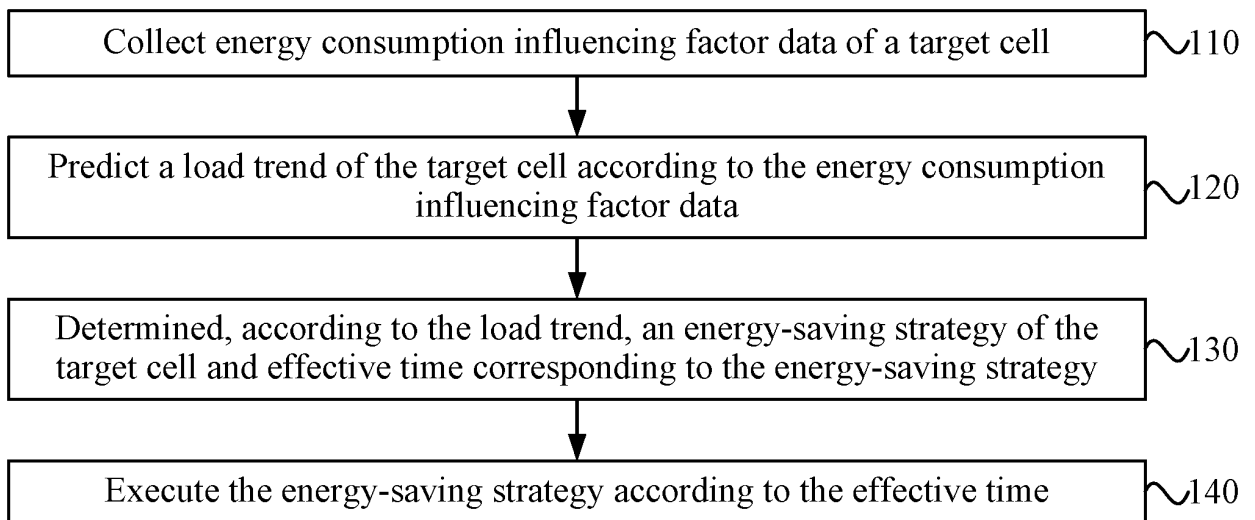 Collect energy consumption influencing factor data of a target cell
110
Predict a load trend of the target cell according to the energy consumption
influencing factor data
120
Determined, according to the load trend, an energy-saving strategy of the
target cell and effective time corresponding to the energy-saving strategy
130
Execute the energy-saving strategy according to the effective time
140